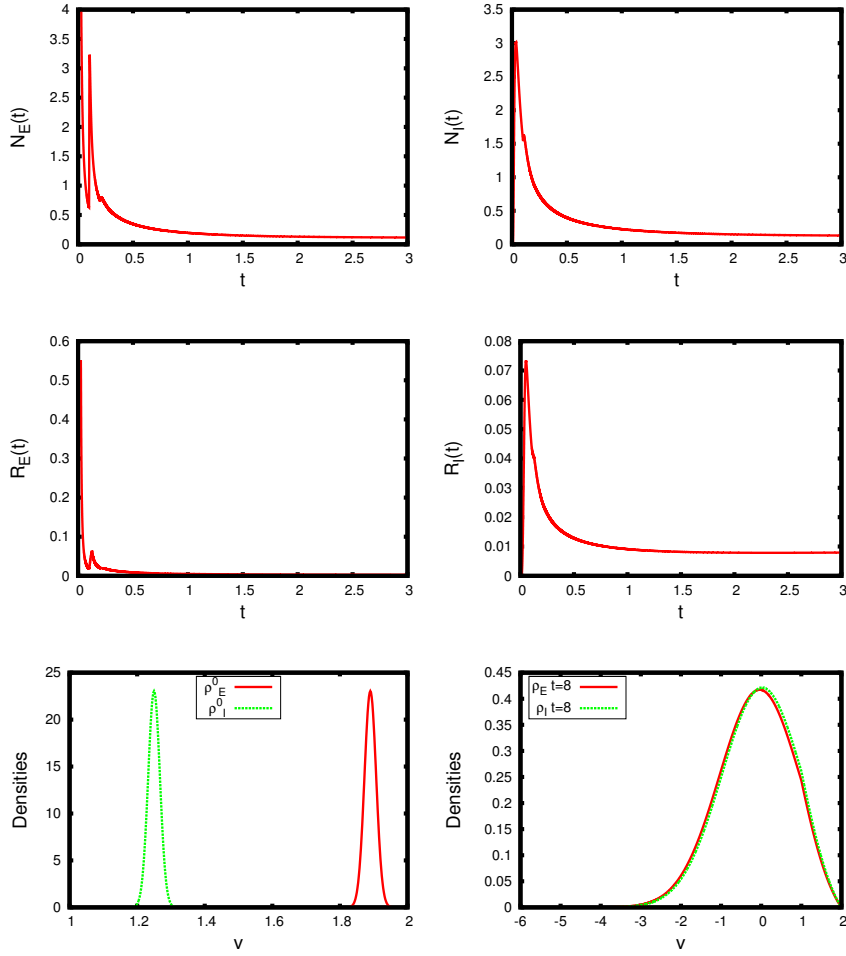 4
3.5
3
2.5
2
1.5
1
0.5
0
N_E(t)
0 0.5 1 1.5 2 2.5 3
t
3.5
3
2.5
2
1.5
1
0.5
0
N_I(t)
0 0.5 1 1.5 2 2.5 3
t
0.6
0.5
0.4
0.3
0.2
0.1
0
R_E(t)
0 0.5 1 1.5 2 2.5 3
t
0.08
0.07
0.06
0.05
0.04
0.03
0.02
0.01
0
R_I(t)
0 0.5 1 1.5 2 2.5 3
t
25
20
15
10
5
0
Densities
ρ^0_E
ρ^0_I
1 1.2 1.4 1.6 1.8 2
v
0.45
0.4
0.35
0.3
0.25
0.2
0.15
0.1
0.05
0
Densities
ρ_E t=8
ρ_I t=8
-6 -5 -4 -3 -2 -1 0 1 2
v